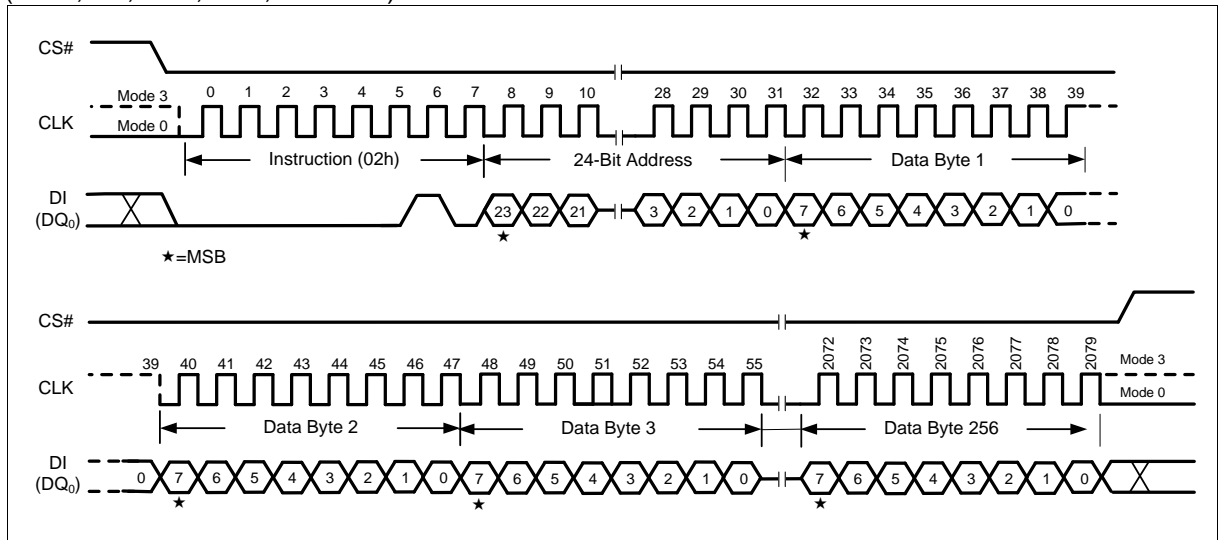 CS#
Mode 3
0 1 2 3 4 5 6 7 8 9 10 28 29 30 31 32 33 34 35 36 37 38 39
CLK
Mode 0
Instruction (02h) 24-Bit Address Data Byte 1
DI
(DQ0)
23 22 21 3 2 1 0 7 6 5 4 3 2 1 0
★ ★
★=MSB
CS#
39 40 41 42 43 44 45 46 47 48 49 50 51 52 53 54 55 2072 2073 2074 2075 2076 2077 2078 2079
Mode 3
CLK
Mode 0
Data Byte 2 Data Byte 3 Data Byte 256
DI
(DQ0)
0 7 6 5 4 3 2 1 0 7 6 5 4 3 2 1 0 7 6 5 4 3 2 1 0
★ ★ ★